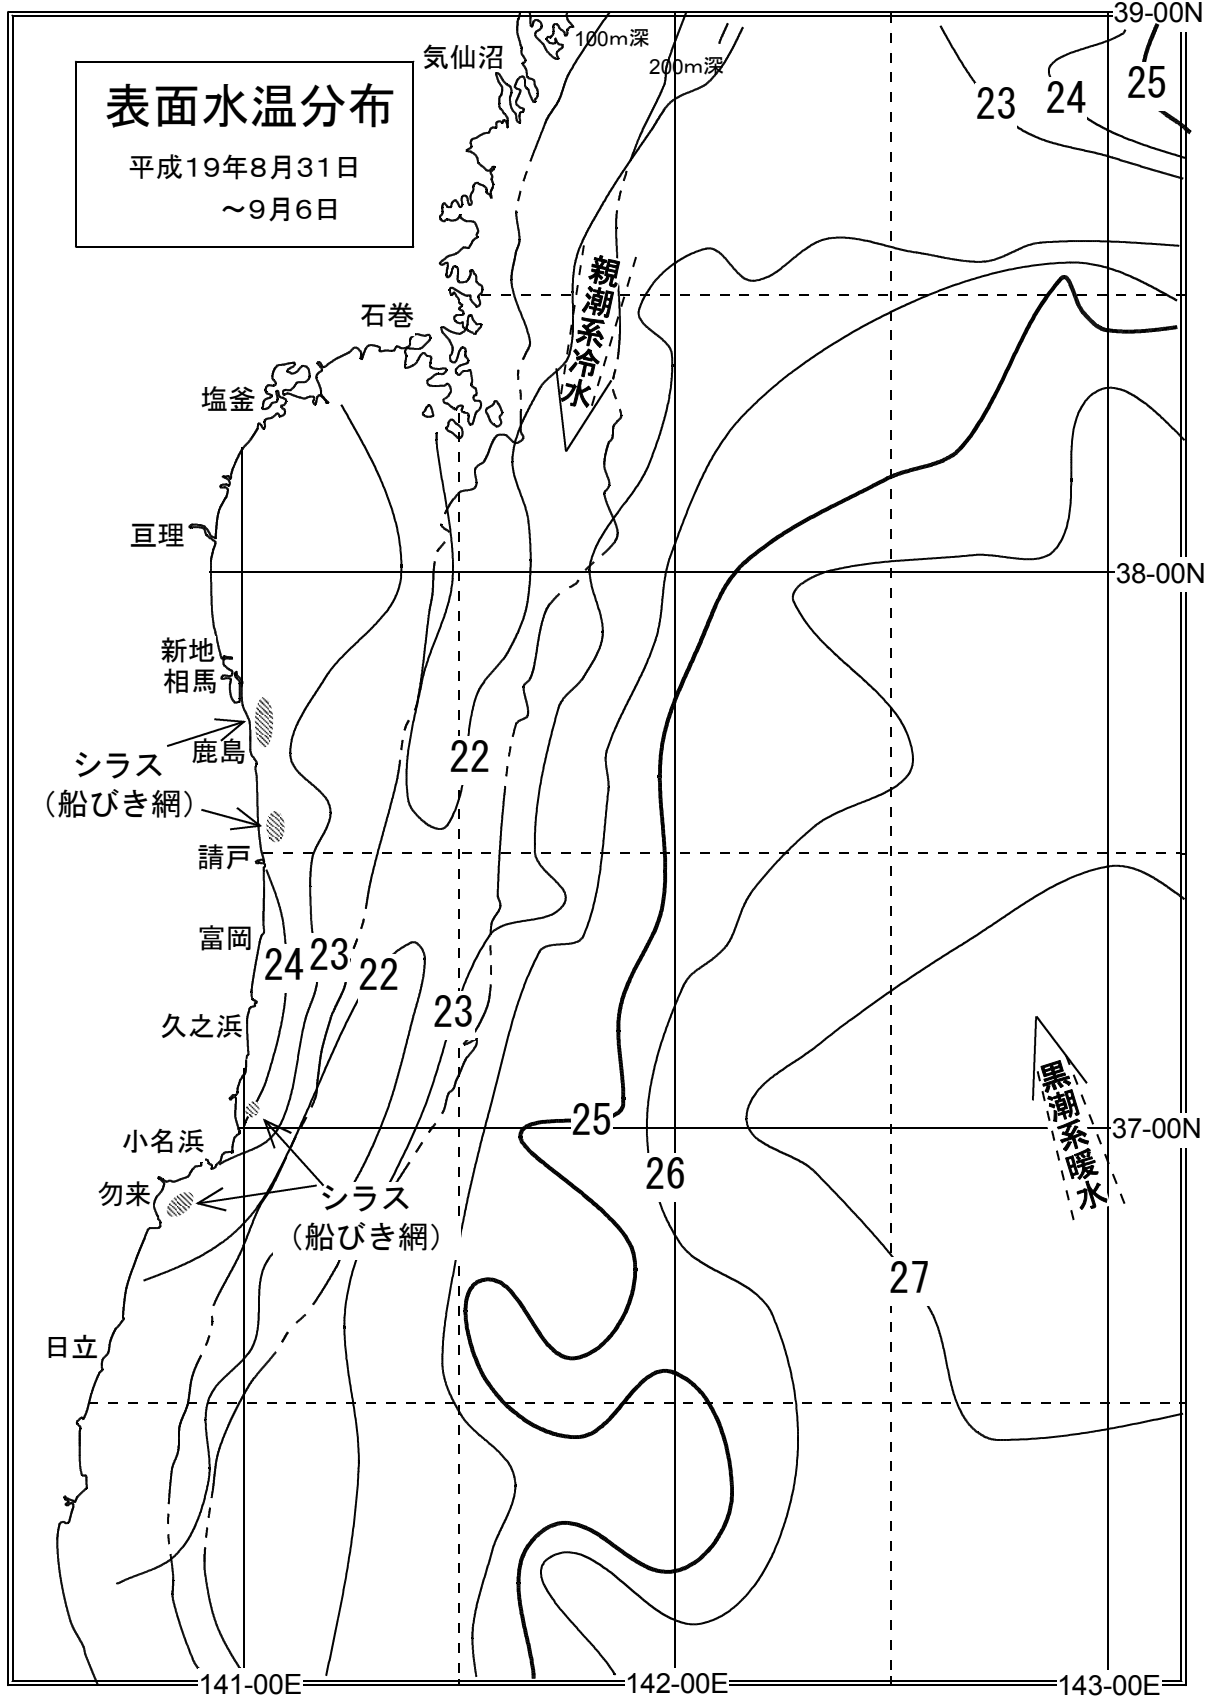 39-00N
気仙沼
100m深
200m深
表面水温分布
平成19年8月31日
～9月6日
23
24
25
親潮系冷水
石巻
塩釜
亘理
38-00N
新地
相馬
鹿島
シラス
（船びき網）
22
請戸
富岡
24
23
22
23
久之浜
黒潮系暖水
25
37-00N
小名浜
26
勿来
シラス
（船びき網）
27
日立
141-00E
142-00E
143-00E